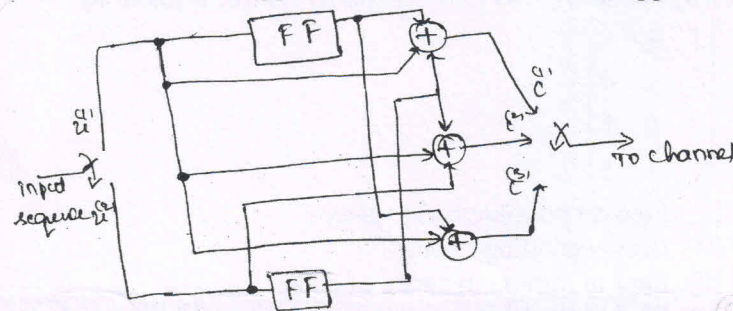 FF
+
u(1)
c(1)
+
c(2)
input
sequence
u(2)
To channel
c(3)
+
FF